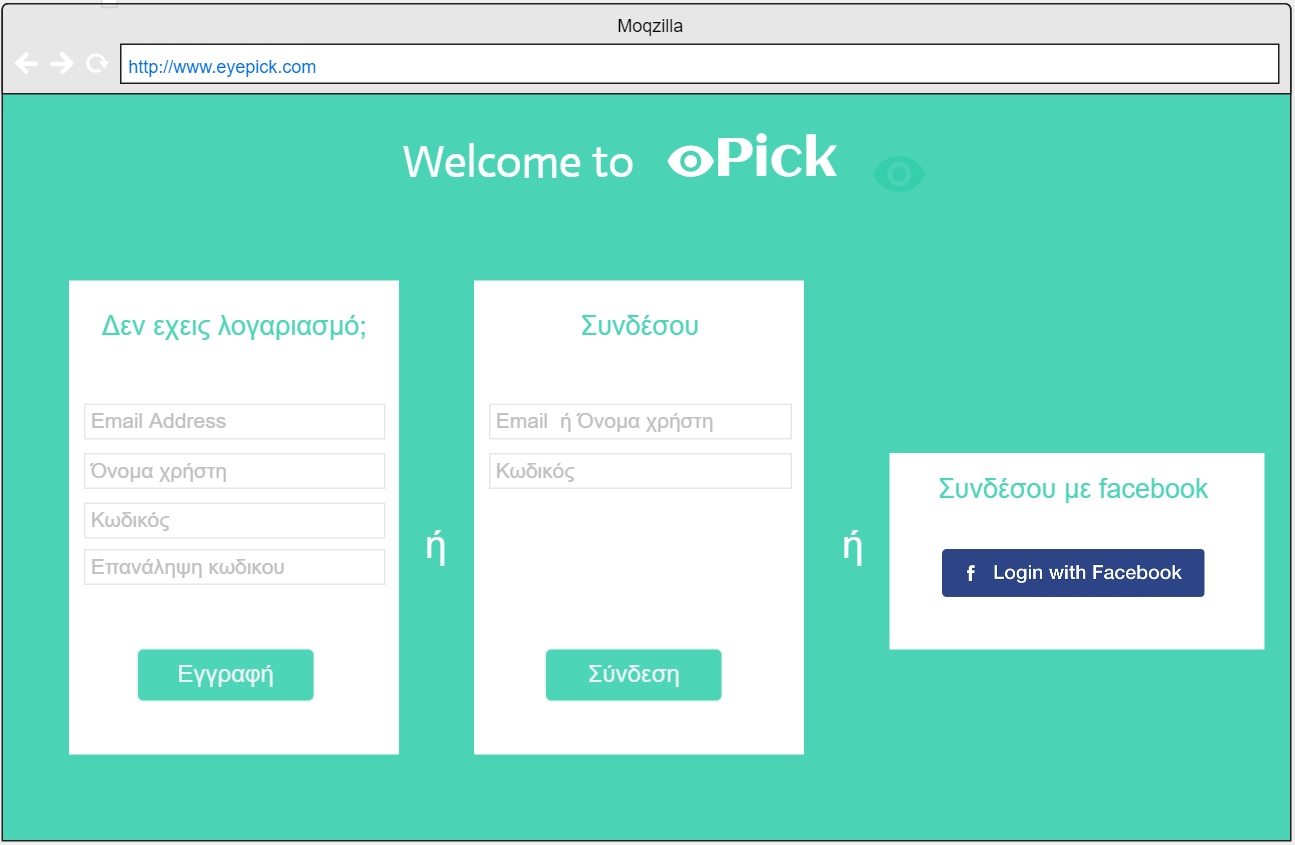 Moqzilla
http://www.eyepick.com
Welcome to Pick
Δεν εχεις λογαριασμό;
Email Address
Όνομα χρήστη
Κωδικός
Επανάληψη κωδικου
Εγγραφή
ή
Συνδέσου
Email ή Όνομα χρήστη
Κωδικός
Σύνδεση
ή
Συνδέσου με facebook
f Login with Facebook